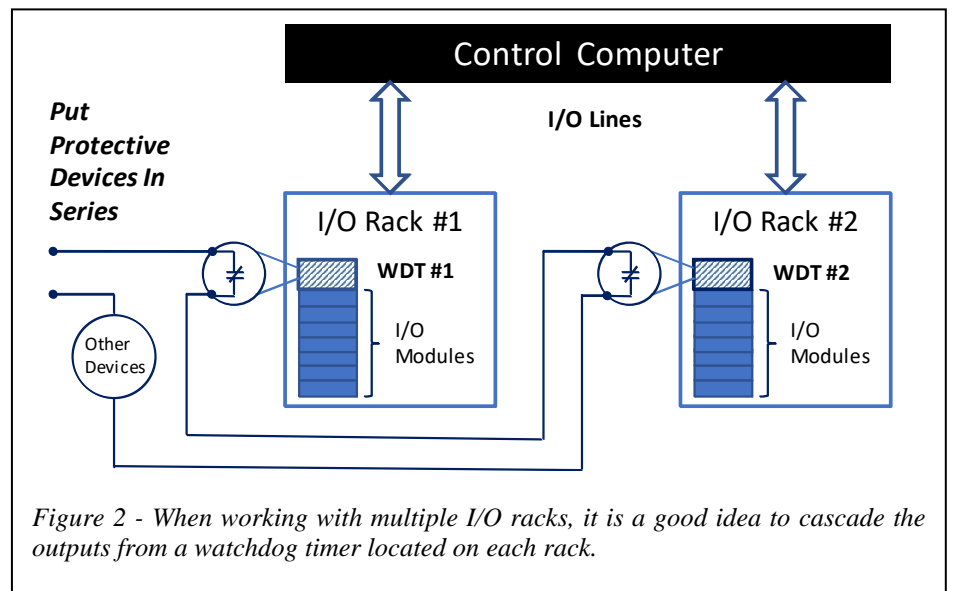 Control Computer
Put
Protective
Devices In
Series
I/O Lines
I/O Rack #1
WDT #1
I/O
Modules
I/O Rack #2
WDT #2
I/O
Modules
Other
Devices
Figure 2 - When working with multiple I/O racks, it is a good idea to cascade the
outputs from a watchdog timer located on each rack.